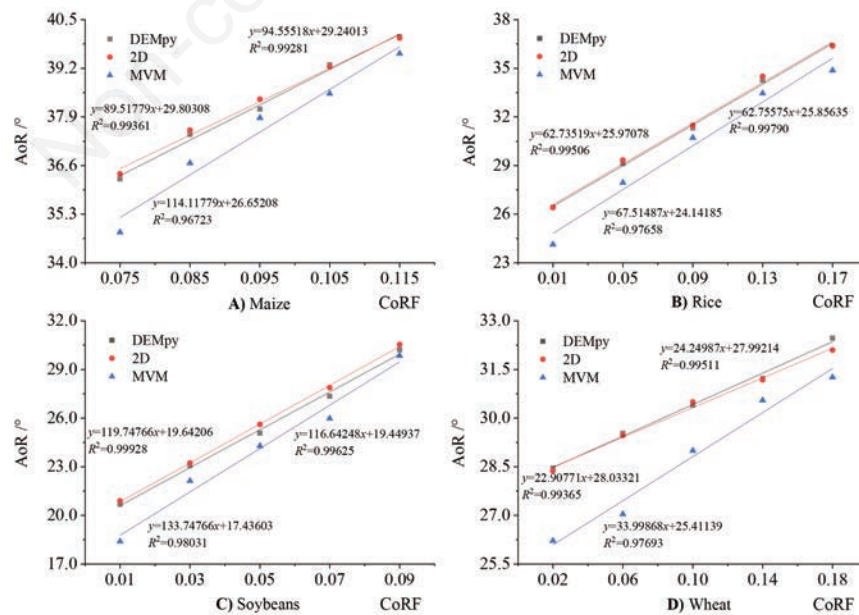 Non-co
40.5
39.2
37.9
36.6
35.3
34.0
AoR /°
DEMpy
2D
MVM
y=94.55518x+29.24013
R²=0.99281
y=89.51779x+29.80308
R²=0.99361
y=114.11779x+26.65208
R²=0.96723
0.075 0.085 0.095 0.105 0.115
A) Maize CoRF
38
35
32
29
26
23
AoR /°
DEMpy
2D
MVM
y=62.73519x+25.97078
R²=0.99506
y=62.75575x+25.85635
R²=0.99790
y=67.51487x+24.14185
R²=0.97658
0.01 0.05 0.09 0.13 0.17
B) Rice CoRF
32.0
29.0
26.0
23.0
20.0
17.0
AoR /°
DEMpy
2D
MVM
y=119.74766x+19.64206
R²=0.99928
y=116.64248x+19.44937
R²=0.99625
y=133.74766x+17.43603
R²=0.98031
0.01 0.03 0.05 0.07 0.09
C) Soybeans CoRF
33.0
31.5
30.0
28.5
27.0
25.5
AoR /°
DEMpy
2D
MVM
y=24.24987x+27.99214
R²=0.99511
y=22.90771x+28.03321
R²=0.99365
y=33.99868x+25.41139
R²=0.97693
0.02 0.06 0.10 0.14 0.18
D) Wheat CoRF